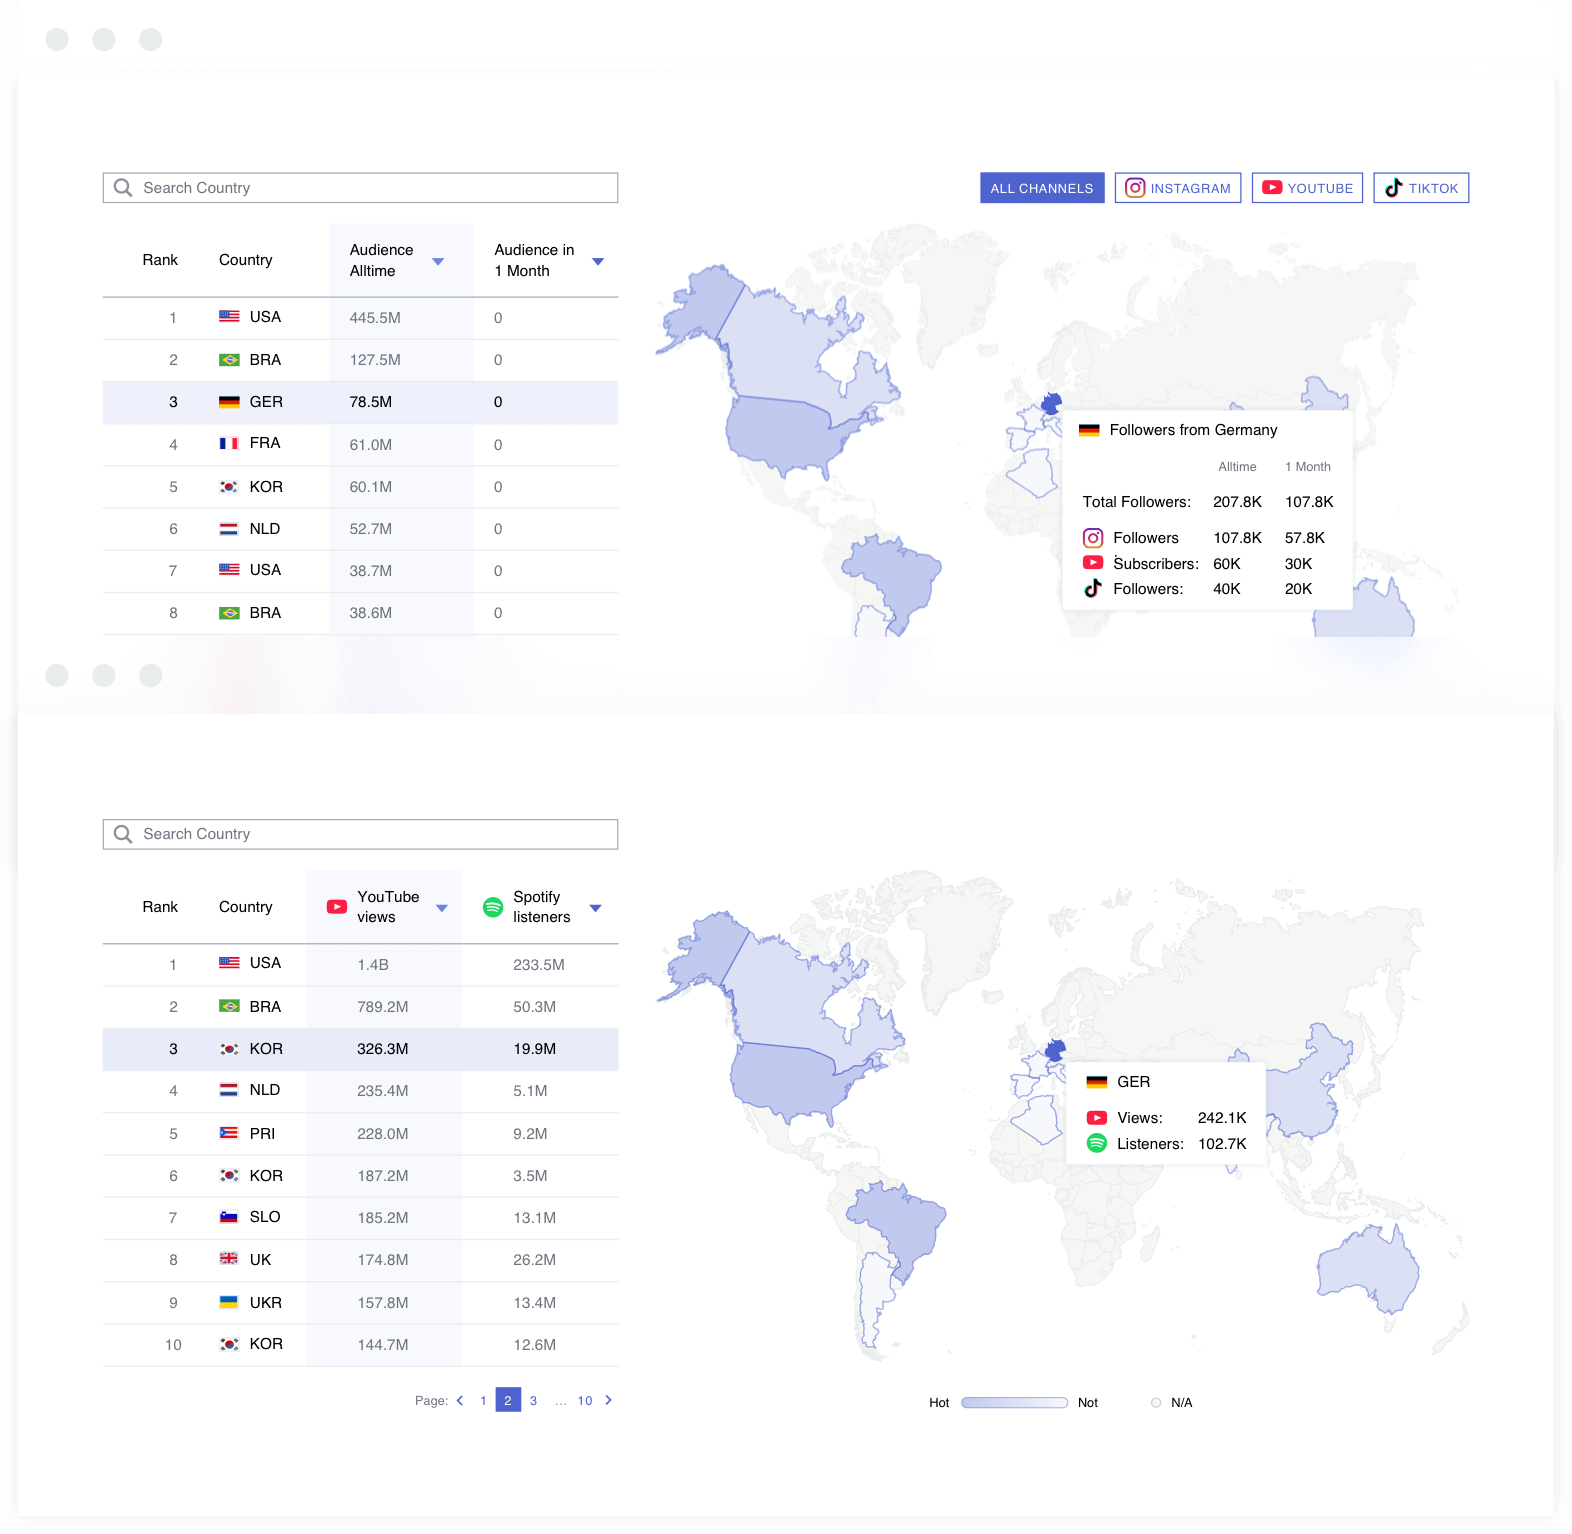 Search Country
ALL CHANNELS INSTAGRAM YOUTUBE TIKTOK
Rank Country Audience Alltime Audience in 1 Month
1 USA 445.5M 0
2 BRA 127.5M 0
3 GER 78.5M 0
4 FRA 61.0M 0
5 KOR 60.1M 0
6 NLD 52.7M 0
7 USA 38.7M 0
8 BRA 38.6M 0
Followers from Germany
Alltime 1 Month
Total Followers: 207.8K 107.8K
Followers 107.8K 57.8K
Subscribers: 60K 30K
Followers: 40K 20K
Search Country
Rank Country YouTube views Spotify listeners
1 USA 1.4B 233.5M
2 BRA 789.2M 50.3M
3 KOR 326.3M 19.9M
4 NLD 235.4M 5.1M
5 PRI 228.0M 9.2M
6 KOR 187.2M 3.5M
7 SLO 185.2M 13.1M
8 UK 174.8M 26.2M
9 UKR 157.8M 13.4M
10 KOR 144.7M 12.6M
Page: 1 2 3 ... 10
GER
Views: 242.1K
Listeners: 102.7K
Hot Not N/A